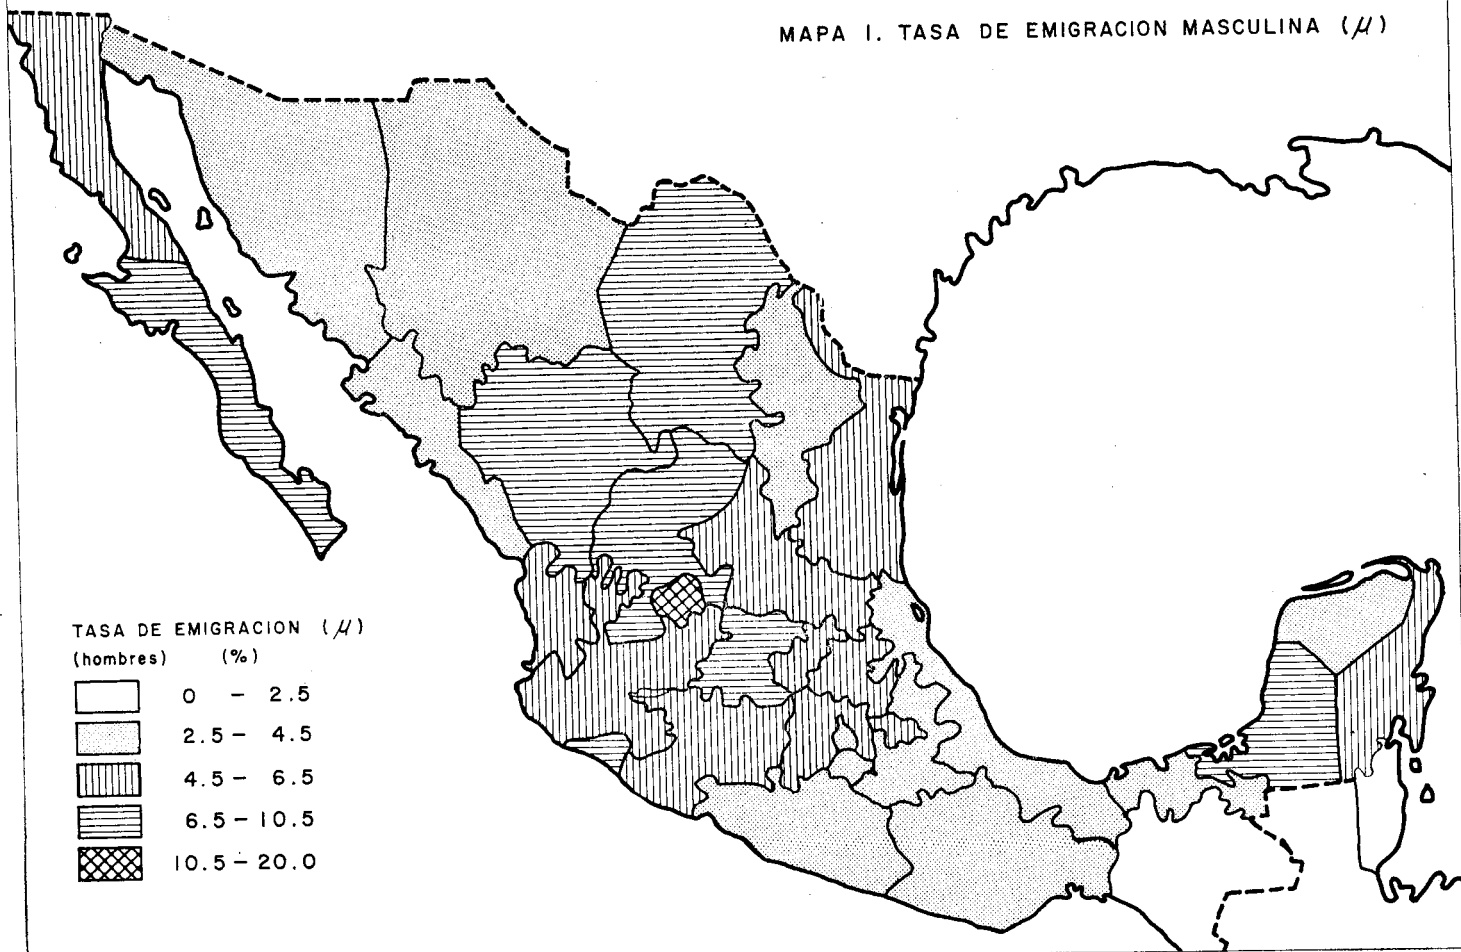 MAPA I. TASA DE EMIGRACION MASCULINA (μ)
TASA DE EMIGRACION (μ)
(hombres) (%)
0 - 2.5
2.5 - 4.5
4.5 - 6.5
6.5 - 10.5
10.5 - 20.0